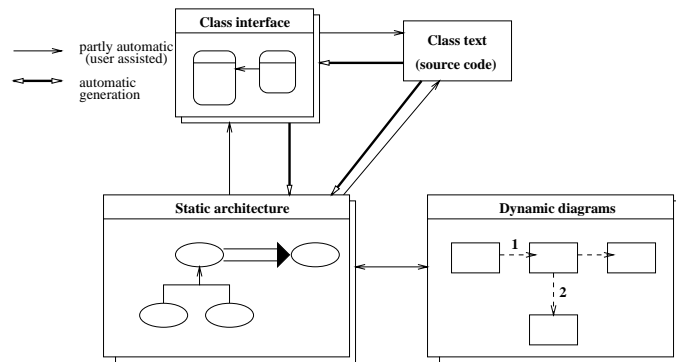 Class interface
partly automatic
(user assisted)
Class text
(source code)
automatic
generation
Static architecture
Dynamic diagrams
1
2